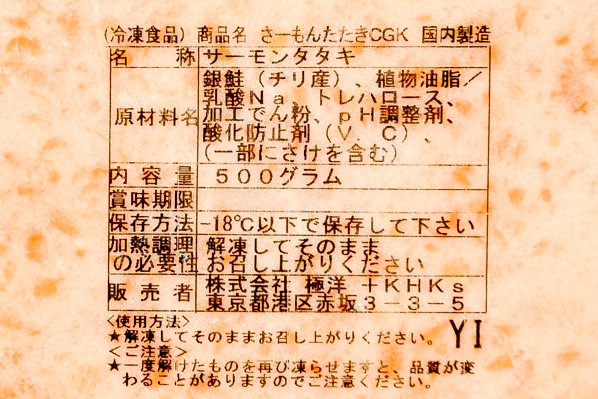 (冷凍食品) 商品名 さーもんたたきCGK 国内製造
名称 サーモンタタキ
原材料名 銀鮭（チリ産）、植物油脂／
乳酸Na、トレハロース、
加工でん粉、pH調整剤、
酸化防止剤（V．C）、
（一部にさけを含む）
内容量 500グラム
賞味期限
保存方法 -18℃以下で保存して下さい
加熱調理の必要性 解凍してそのまま
お召し上がりください
販売者 株式会社 極洋 +KHKs
東京都港区赤坂3-3-5
<使用方法>
★解凍してそのままお召し上がりください。 YI
<ご注意>
★一度解けたものを再び凍らせますと、品質が変
わることがありますのでご注意ください。